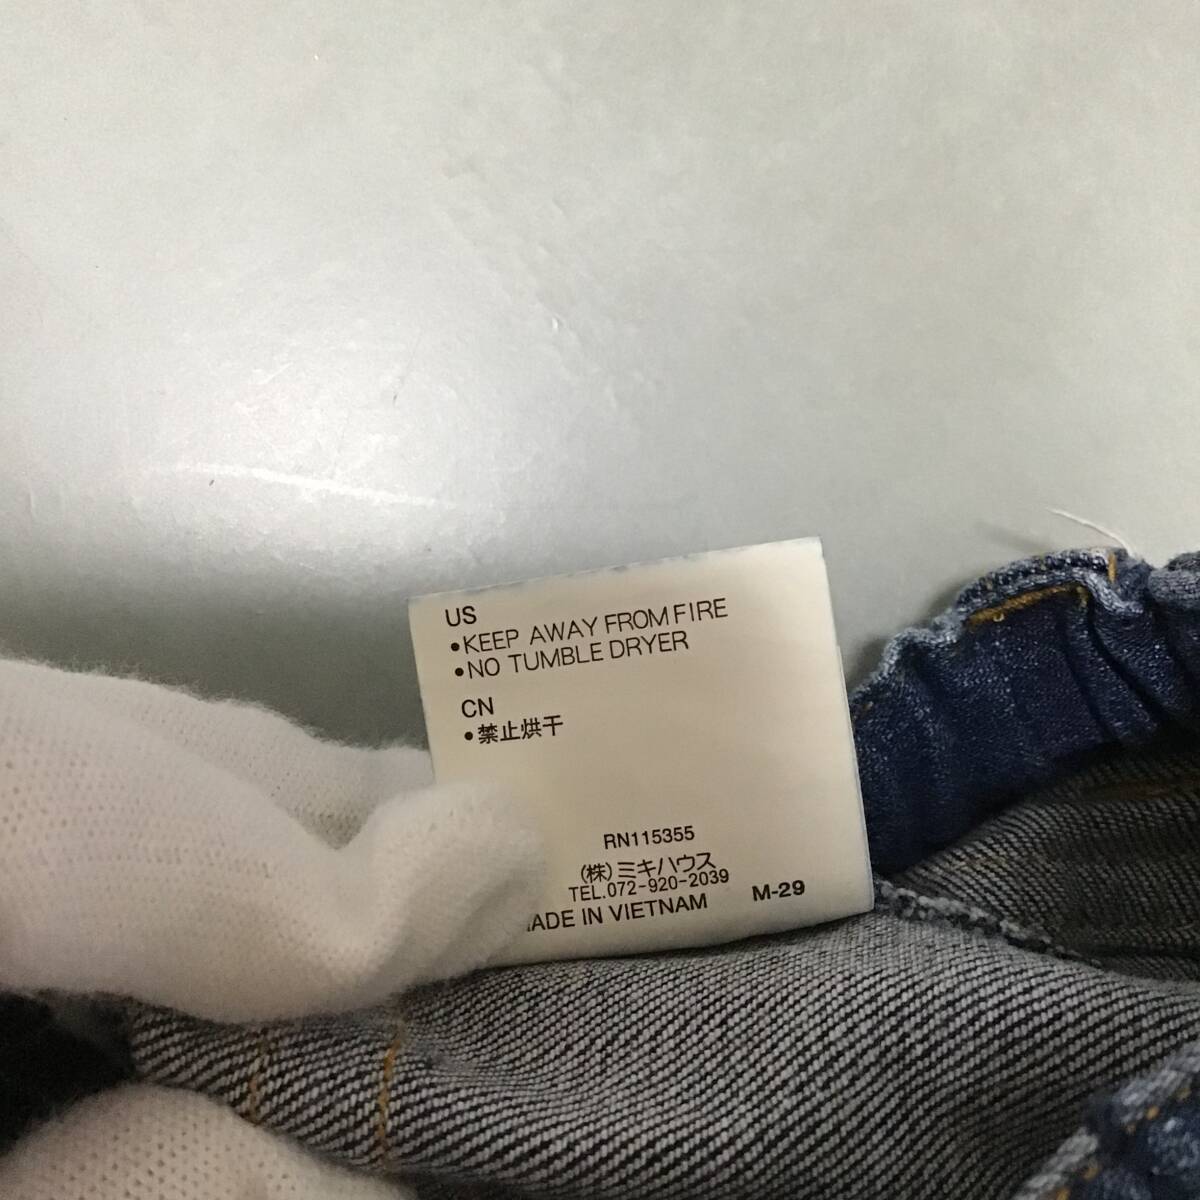 US
•KEEP AWAY FROM FIRE
•NO TUMBLE DRYER
CN
•禁止烘干
RN115355
(株)ミキハウス
TEL.072-920-2039
ADE IN VIETNAM M-29